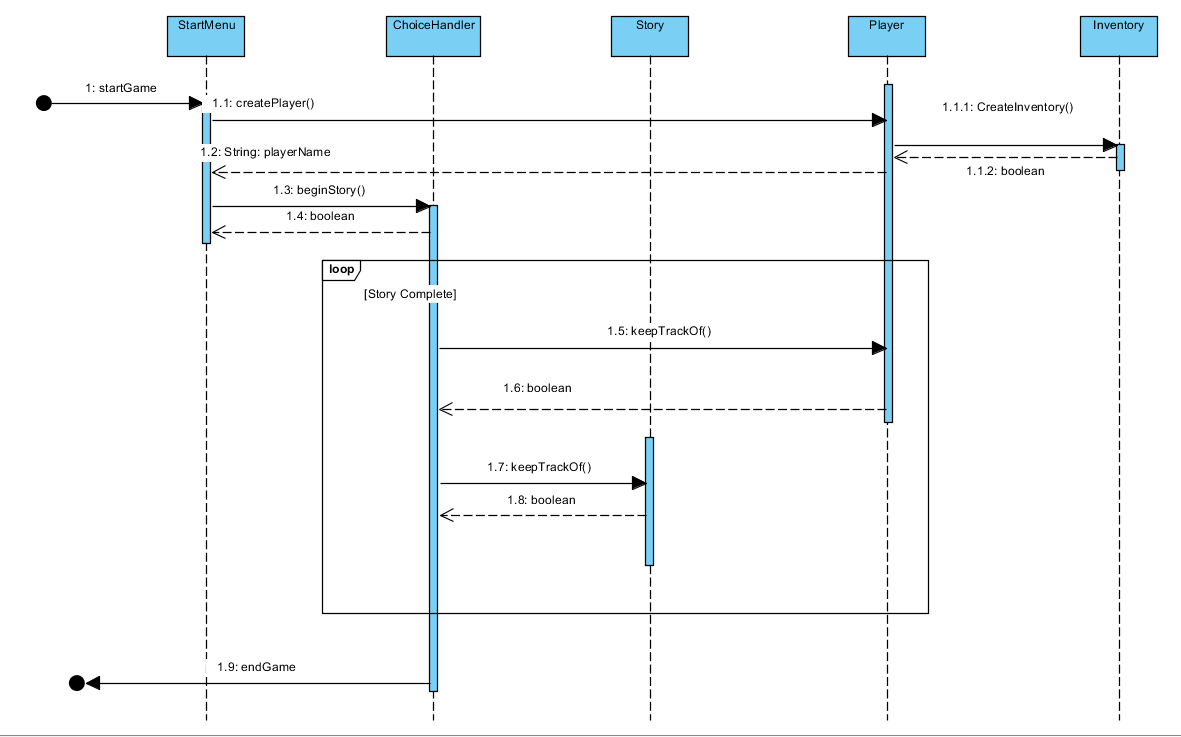 StartMenu
ChoiceHandler
Story
Player
Inventory
1: startGame
1.1: createPlayer()
1.1.1: CreateInventory()
1.2: String: playerName
1.1.2: boolean
1.3: beginStory()
1.4: boolean
loop
[Story Complete]
1.5: keepTrackOf()
1.6: boolean
1.7: keepTrackOf()
1.8: boolean
1.9: endGame